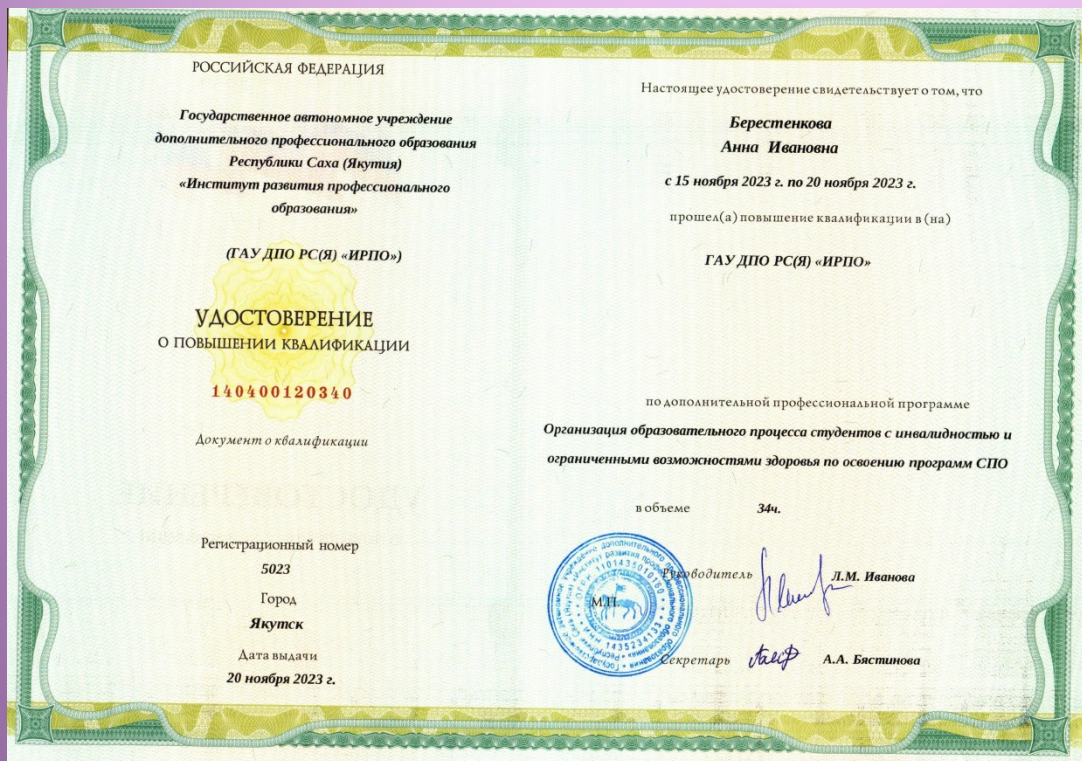 РОССИЙСКАЯ ФЕДЕРАЦИЯ
Государственное автономное учреждение
дополнительного профессионального образования
Республики Саха (Якутия)
«Институт развития профессионального
образования»
(ГАУ ДПО РС(Я) «ИРПО»)
УДОСТОВЕРЕНИЕ
О ПОВЫШЕНИИ КВАЛИФИКАЦИИ
140400120340
Документ о квалификации
Регистрационный номер
5023
Город
Якутск
Дата выдачи
20 ноября 2023 г.
Настоящее удостоверение свидетельствует о том, что
Берестенкова
Анна Ивановна
с 15 ноября 2023 г. по 20 ноября 2023 г.
прошел(а) повышение квалификации в (на)
ГАУ ДПО РС(Я) «ИРПО»
по дополнительной профессиональной программе
Организация образовательного процесса студентов с инвалидностью и
ограниченными возможностями здоровья по освоению программ СПО
в объеме 34ч.
Руководитель Л.М. Иванова
М.П.
Секретарь А.А. Бястинова